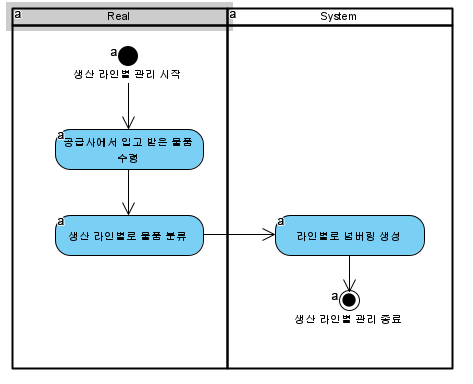 a Real a System
a
생산 라인별 관리 시작
a
공급사에서 입고 받은 물품
수령
a
생산 라인별로 물품 분류
a
라인별로 넘버링 생성
a
생산 라인별 관리 종료